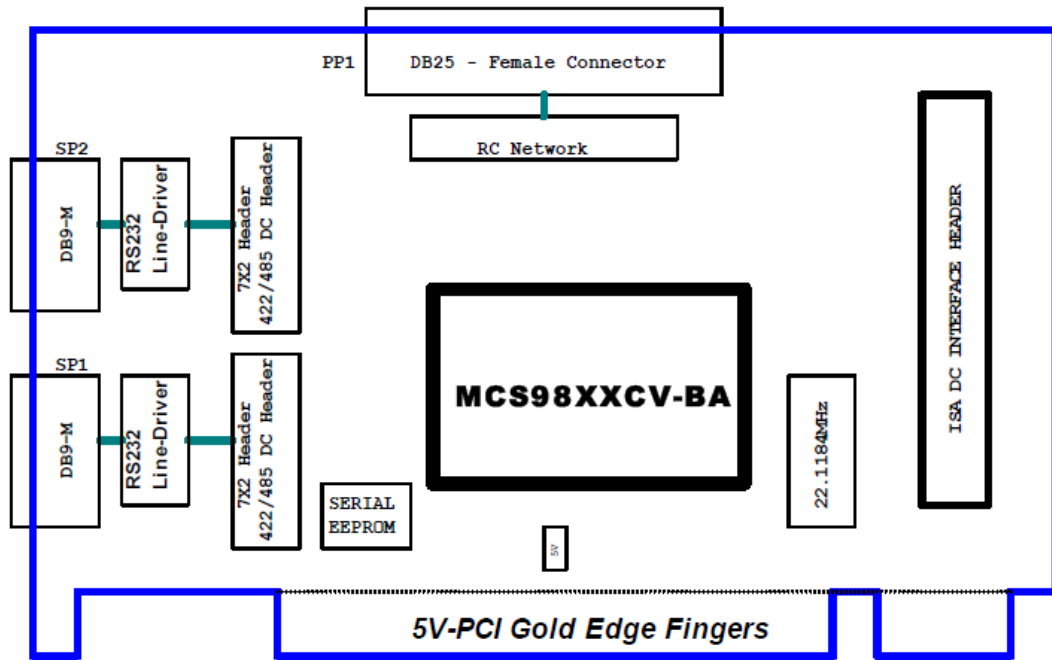 PP1
DB25 - Female Connector
RC Network
SP2
DB9-M
RS232
Line-Driver
7X2 Header
422/485 DC Header
SP1
DB9-M
RS232
Line-Driver
7X2 Header
422/485 DC Header
SERIAL
EEPROM
MCS98XXCV-BA
5V
22.1184MHz
ISA DC INTERFACE HEADER
5V-PCI Gold Edge Fingers